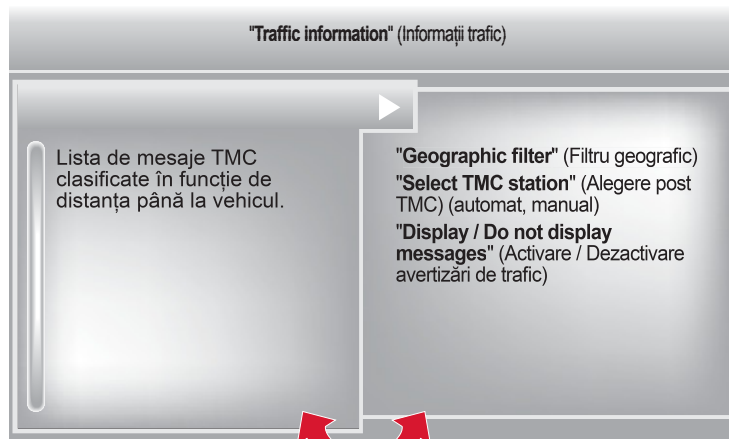 "Traffic information" (Informații trafic)
Lista de mesaje TMC
clasificate în funcție de
distanța până la vehicul.
"Geographic filter" (Filtru geografic)
"Select TMC station" (Alegere post
TMC) (automat, manual)
"Display / Do not display
messages" (Activare / Dezactivare
avertizări de trafic)